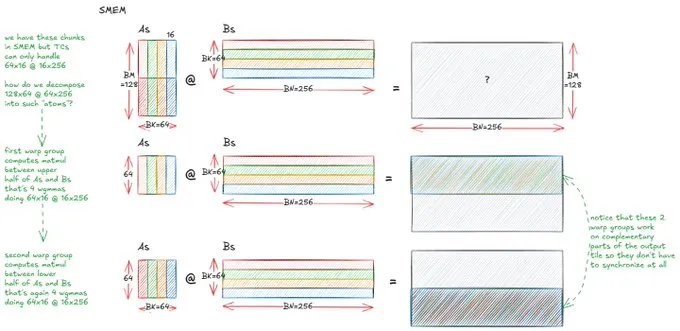 SMEM
we have these chunks
in SMEM but TCs
can only handle
64x16 @ 16x256
how do we decompose
128x64 @ 64x256
into such "atoms"?
As
16
BM
=128
BK=64
@
Bs
BK=64
BN=256
=
?
BM
=128
BN=256
first warp group
computes matmul
between upper
half of As and Bs
that's 4 wgmmas
doing 64x16 @ 16x256
As
64
BK=64
@
Bs
BK=64
BN=256
=
notice that these 2
warp groups work
on complementary
parts of the output
tile so they don't have
to synchronize at all
second warp group
computes matmul
between lower
half of As and Bs
that's again 4 wgmmas
doing 64x16 @ 16x256
As
64
BK=64
@
Bs
BK=64
BN=256
=